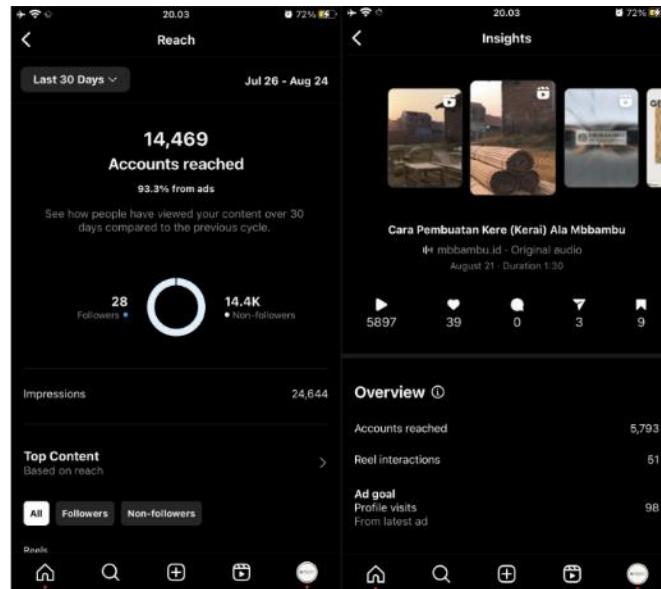 20.03
72%
Reach
Last 30 Days
Jul 26 - Aug 24
14,469
Accounts reached
93.3% from ads
See how people have viewed your content over 30
days compared to the previous cycle.
28
Followers
14.4K
Non-followers
Impressions 24,644
Top Content
Based on reach
All Followers Non-followers
Reels
20.03
72%
Insights
Cara Pembuatan Kere (Kerai) Ala Mbbambu
mbbambu.id - Original audio
August 21 · Duration 1:30
5897 39 0 3 9
Overview
Accounts reached 5,793
Reel interactions 51
Ad goal
Profile visits 98
From latest ad